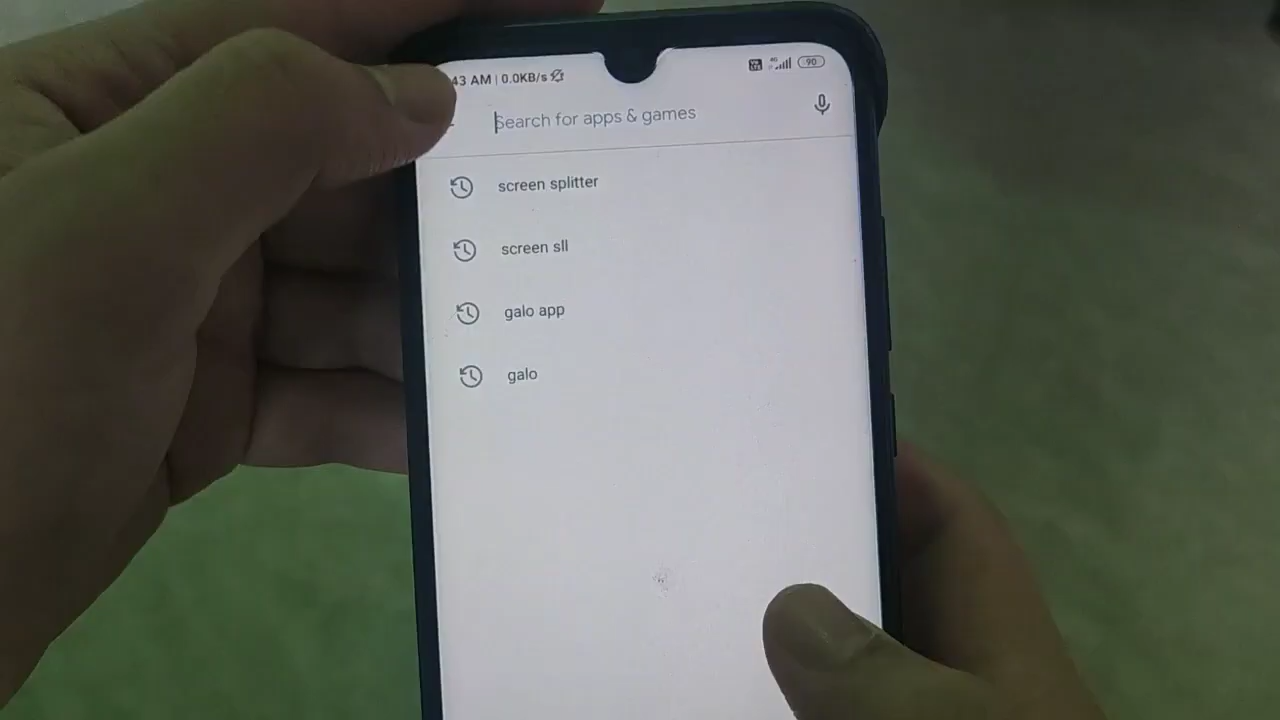 43 AM | 0.0KB/s
90
Search for apps & games
screen splitter
screen sll
galo app
galo